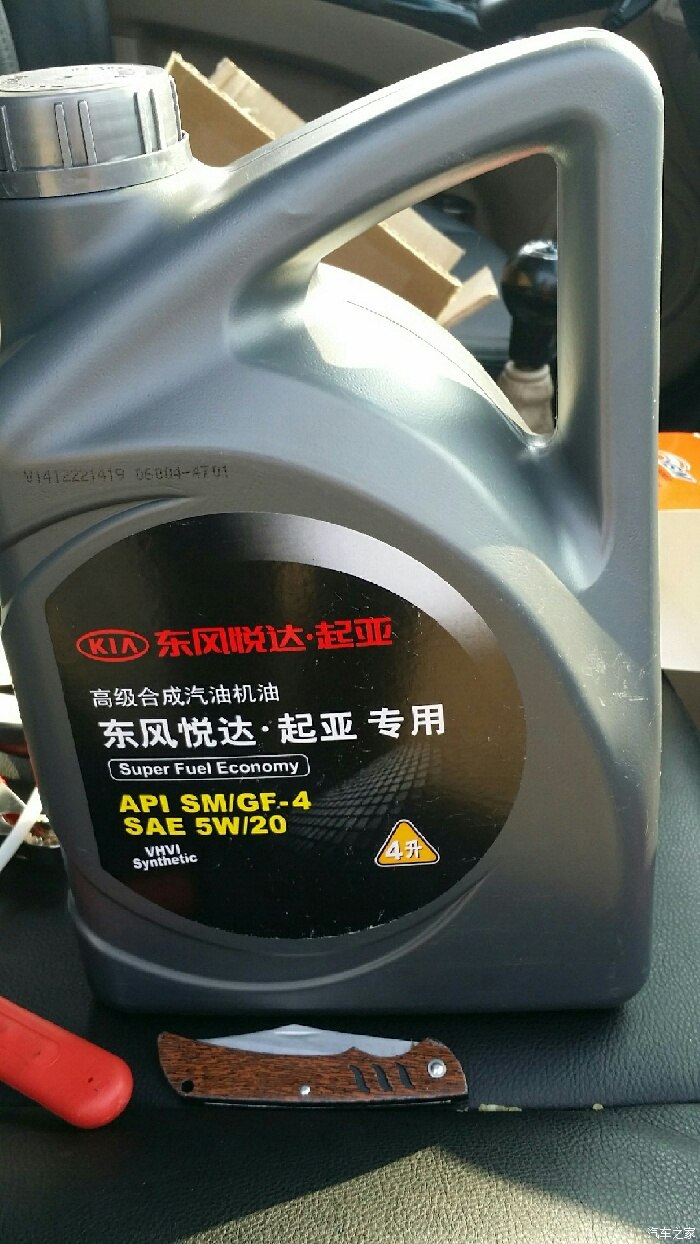 V1412221419 06804-4701
KIA 东风悦达·起亚
高级合成汽油机油
东风悦达·起亚 专用
Super Fuel Economy
API SM/GF-4
SAE 5W/20
VHVI
Synthetic
4升
汽车之家